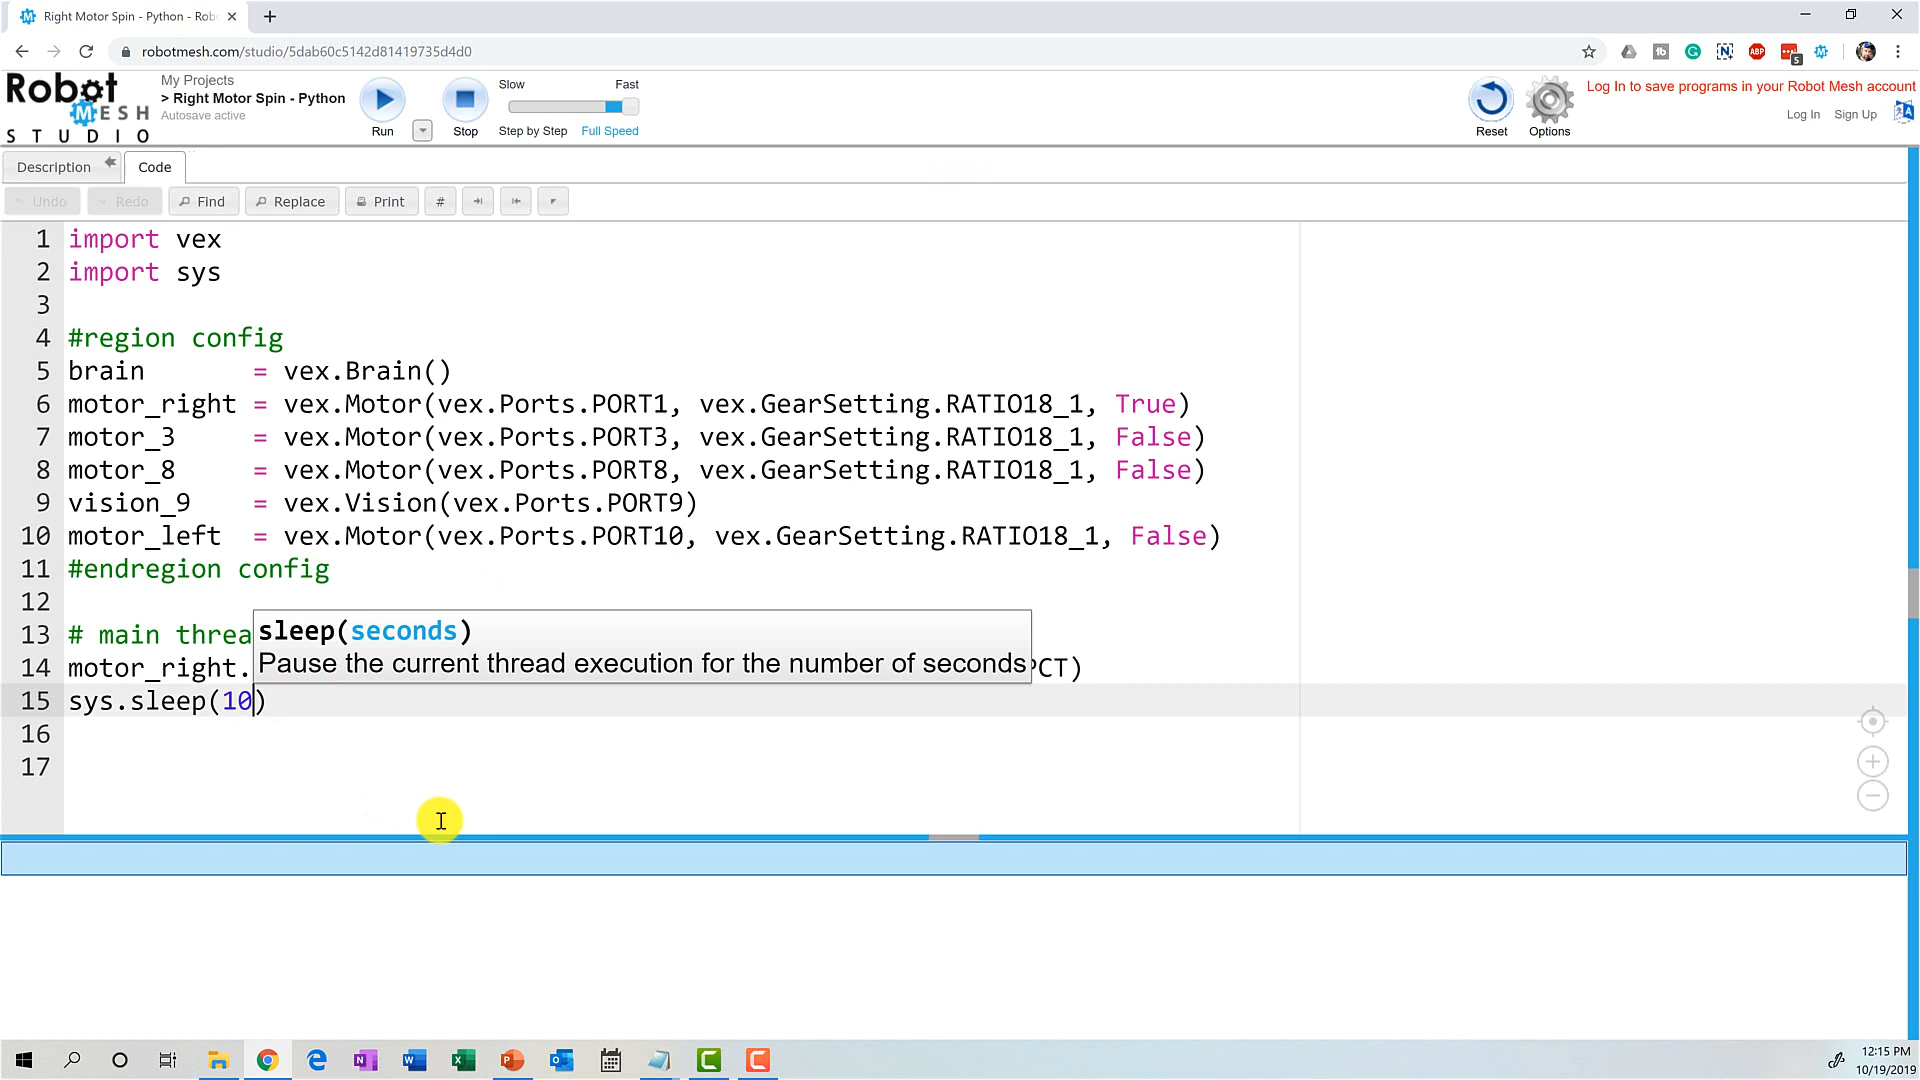 Right Motor Spin - Python - Rob
robotmesh.com/studio/5dab60c5142d81419735d4d0
5
Robot
MESH
STUDIO
My Projects
> Right Motor Spin - Python
Autosave active
Run
Stop
Slow Fast
Step by Step Full Speed
Reset
Options
Log In to save programs in your Robot Mesh account
Log In Sign Up
Description
Code
Undo Redo Find Replace Print #
1 import vex
2 import sys
3
4 #region config
5 brain = vex.Brain()
6 motor_right = vex.Motor(vex.Ports.PORT1, vex.GearSetting.RATIO18_1, True)
7 motor_3 = vex.Motor(vex.Ports.PORT3, vex.GearSetting.RATIO18_1, False)
8 motor_8 = vex.Motor(vex.Ports.PORT8, vex.GearSetting.RATIO18_1, False)
9 vision_9 = vex.Vision(vex.Ports.PORT9)
10 motor_left = vex.Motor(vex.Ports.PORT10, vex.GearSetting.RATIO18_1, False)
11 #endregion config
12
13 # main threa
sleep(seconds)
Pause the current thread execution for the number of seconds
14 motor_right. PCT)
15 sys.sleep(10)
16
17
12:15 PM
10/19/2019